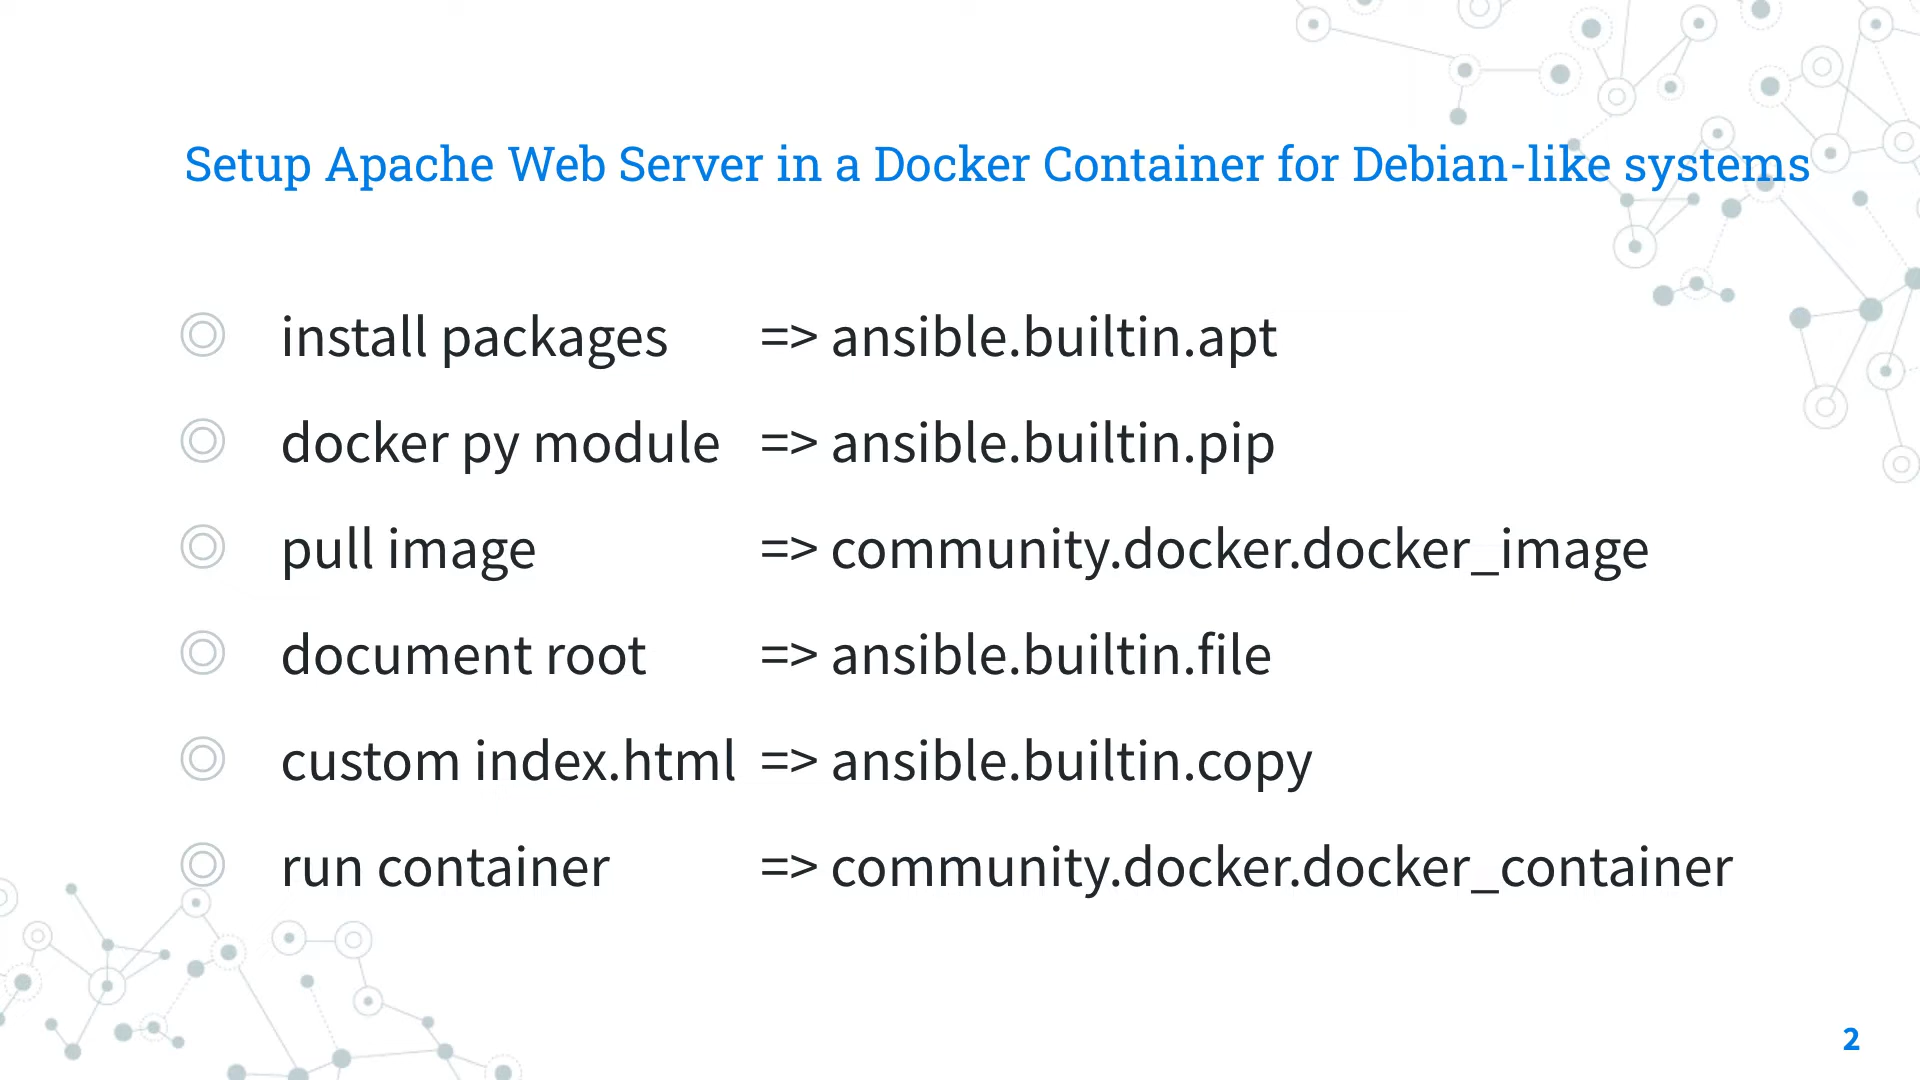 Setup Apache Web Server in a Docker Container for Debian-like systems
install packages => ansible.builtin.apt
docker py module => ansible.builtin.pip
pull image => community.docker.docker_image
document root => ansible.builtin.file
custom index.html => ansible.builtin.copy
run container => community.docker.docker_container
2